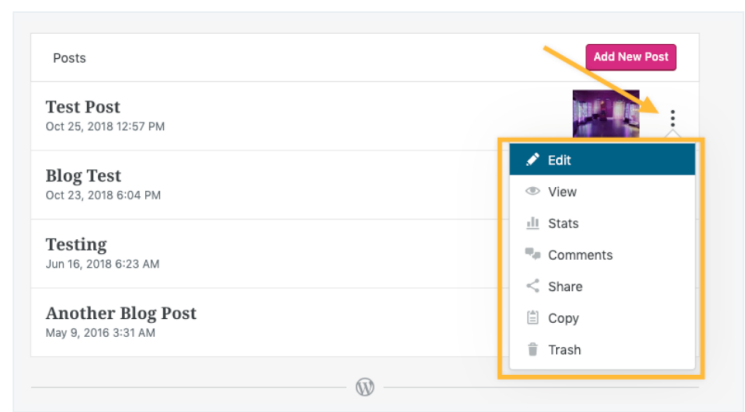 Posts
Add New Post
Test Post
Oct 25, 2018 12:57 PM
Blog Test
Oct 23, 2018 6:04 PM
Testing
Jun 16, 2018 6:23 AM
Another Blog Post
May 9, 2016 3:31 AM
Edit
View
Stats
Comments
Share
Copy
Trash